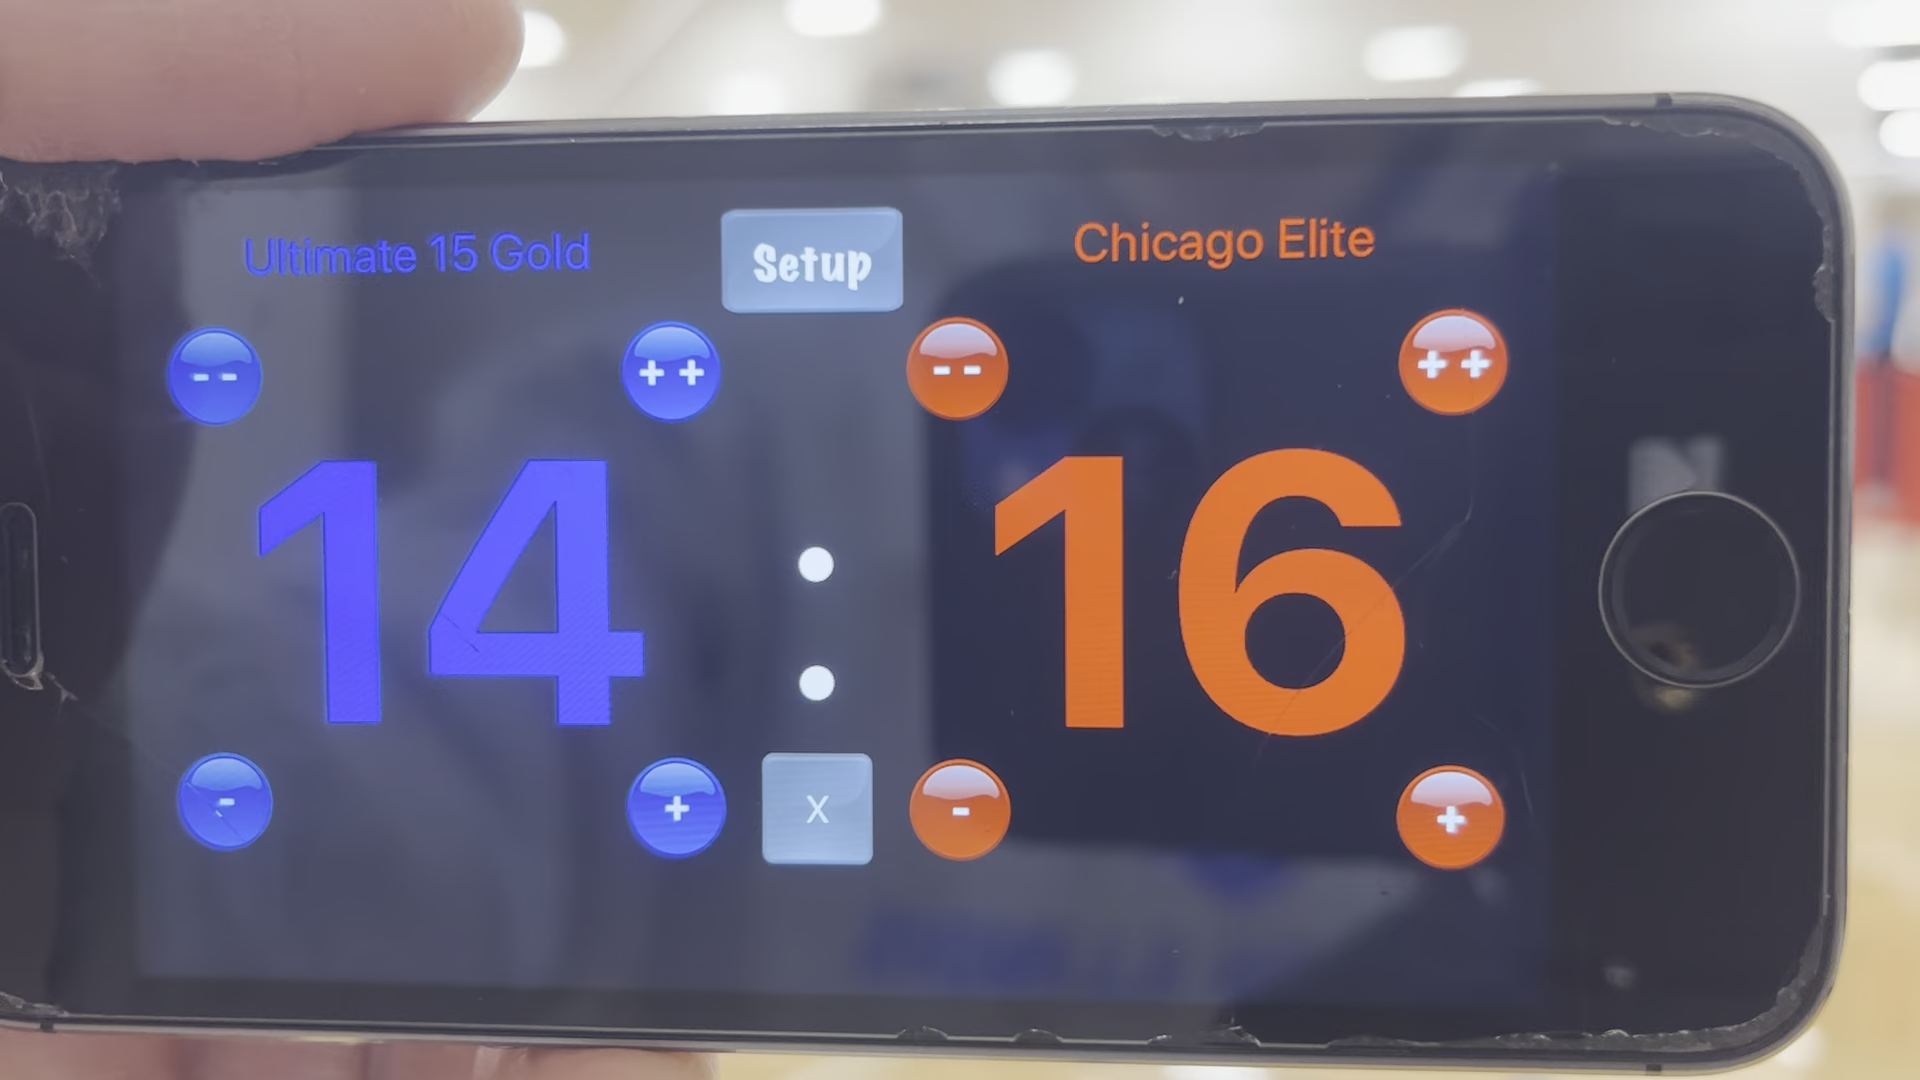 Ultimate 15 Gold
Setup
Chicago Elite
-- ++ -- ++
14 : 16
- + X - +